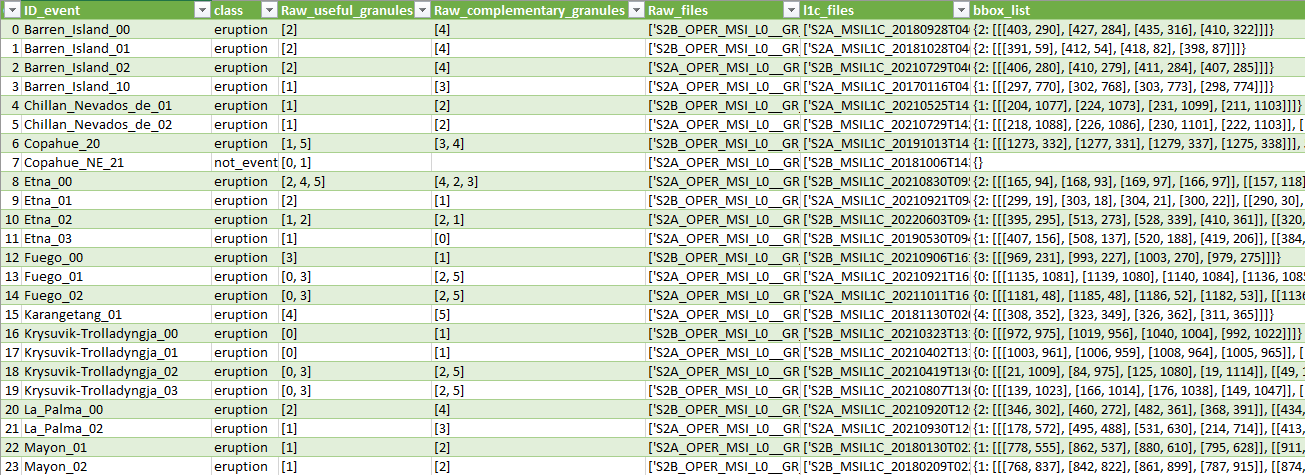 ID_event class Raw_useful_granules Raw_complementary_granules Raw_files l1c_files bbox_list
0 Barren_Island_00 eruption [2] [4] ['S2B_OPER_MSI_L0__GR ['S2A_MSIL1C_20180928T04 {2: [[[403, 290], [427, 284], [435, 316], [410, 322]]]}
1 Barren_Island_01 eruption [2] [4] ['S2B_OPER_MSI_L0__GR ['S2A_MSIL1C_20181028T04 {2: [[[391, 59], [412, 54], [418, 82], [398, 87]]]}
2 Barren_Island_02 eruption [2] [4] ['S2A_OPER_MSI_L0__GR ['S2B_MSIL1C_20210729T04 {2: [[[406, 280], [410, 279], [411, 284], [407, 285]]]}
3 Barren_Island_10 eruption [1] [3] ['S2A_OPER_MSI_L0__GR ['S2A_MSIL1C_20170116T04 {1: [[[297, 770], [302, 768], [303, 773], [298, 774]]]}
4 Chillan_Nevados_de_01 eruption [1] [2] ['S2B_OPER_MSI_L0__GR ['S2A_MSIL1C_20210525T14 {1: [[[204, 1077], [224, 1073], [231, 1099], [211, 1103]]]}
5 Chillan_Nevados_de_02 eruption [1] [2] ['S2A_OPER_MSI_L0__GR ['S2B_MSIL1C_20210729T14 {1: [[[218, 1088], [226, 1086], [230, 1101], [222, 1103]], [
6 Copahue_20 eruption [1, 5] [3, 4] ['S2B_OPER_MSI_L0__GR ['S2A_MSIL1C_20191013T14 {1: [[[1273, 332], [1277, 331], [1279, 337], [1275, 338]]],
7 Copahue_NE_21 not_event [0, 1] ['S2A_OPER_MSI_L0__GR ['S2B_MSIL1C_20181006T14 {}
8 Etna_00 eruption [2, 4, 5] [4, 2, 3] ['S2A_OPER_MSI_L0__GR ['S2B_MSIL1C_20210830T09 {2: [[[165, 94], [168, 93], [169, 97], [166, 97]], [[157, 118]
9 Etna_01 eruption [2] [1] ['S2A_OPER_MSI_L0__GR ['S2B_MSIL1C_20210921T09 {2: [[[299, 19], [303, 18], [304, 21], [300, 22]], [[290, 30],
10 Etna_02 eruption [1, 2] [2, 1] ['S2A_OPER_MSI_L0__GR ['S2B_MSIL1C_20220603T09 {1: [[[395, 295], [513, 273], [528, 339], [410, 361]], [[320,
11 Etna_03 eruption [1] [0] ['S2A_OPER_MSI_L0__GR ['S2B_MSIL1C_20190530T09 {1: [[[407, 156], [508, 137], [520, 188], [419, 206]], [[384,
12 Fuego_00 eruption [3] [1] ['S2A_OPER_MSI_L0__GR ['S2B_MSIL1C_20210906T16 {3: [[[969, 231], [993, 227], [1003, 270], [979, 275]]]}
13 Fuego_01 eruption [0, 3] [2, 5] ['S2B_OPER_MSI_L0__GR ['S2A_MSIL1C_20210921T16 {0: [[[1135, 1081], [1139, 1080], [1140, 1084], [1136, 108
14 Fuego_02 eruption [0, 3] [2, 5] ['S2B_OPER_MSI_L0__GR ['S2A_MSIL1C_20211011T16 {0: [[[1181, 48], [1185, 48], [1186, 52], [1182, 53]], [[113
15 Karangetang_01 eruption [4] [5] ['S2B_OPER_MSI_L0__GR ['S2A_MSIL1C_20181130T02 {4: [[[308, 352], [323, 349], [326, 362], [311, 365]]]}
16 Krysuvik-Trolladyngja_00 eruption [0] [1] ['S2B_OPER_MSI_L0__GR ['S2B_MSIL1C_20210323T13 {0: [[[972, 975], [1019, 956], [1040, 1004], [992, 1022]]]}
17 Krysuvik-Trolladyngja_01 eruption [0] [1] ['S2A_OPER_MSI_L0__GR ['S2B_MSIL1C_20210402T13 {0: [[[1003, 961], [1006, 959], [1008, 964], [1005, 965]], [
18 Krysuvik-Trolladyngja_02 eruption [0, 3] [2, 5] ['S2A_OPER_MSI_L0__GR ['S2B_MSIL1C_20210419T13 {0: [[[21, 1009], [84, 975], [125, 1080], [19, 1114]], [[49, 1
19 Krysuvik-Trolladyngja_03 eruption [0, 3] [2, 5] ['S2B_OPER_MSI_L0__GR ['S2A_MSIL1C_20210807T13 {0: [[[139, 1023], [166, 1014], [176, 1038], [149, 1047]], [
20 La_Palma_00 eruption [2] [4] ['S2B_OPER_MSI_L0__GR ['S2A_MSIL1C_20210920T12 {2: [[[346, 302], [460, 272], [482, 361], [368, 391]], [[434,
21 La_Palma_02 eruption [1] [3] ['S2B_OPER_MSI_L0__GR ['S2A_MSIL1C_20210930T12 {1: [[[178, 572], [495, 488], [531, 630], [214, 714]], [[413,
22 Mayon_01 eruption [1] [2] ['S2A_OPER_MSI_L0__GR ['S2A_MSIL1C_20180130T02 {1: [[[778, 555], [862, 537], [880, 610], [795, 628]], [[911,
23 Mayon_02 eruption [1] [2] ['S2B_OPER_MSI_L0__GR ['S2A_MSIL1C_20180209T02 {1: [[[768, 837], [842, 822], [861, 899], [787, 915]], [[874,